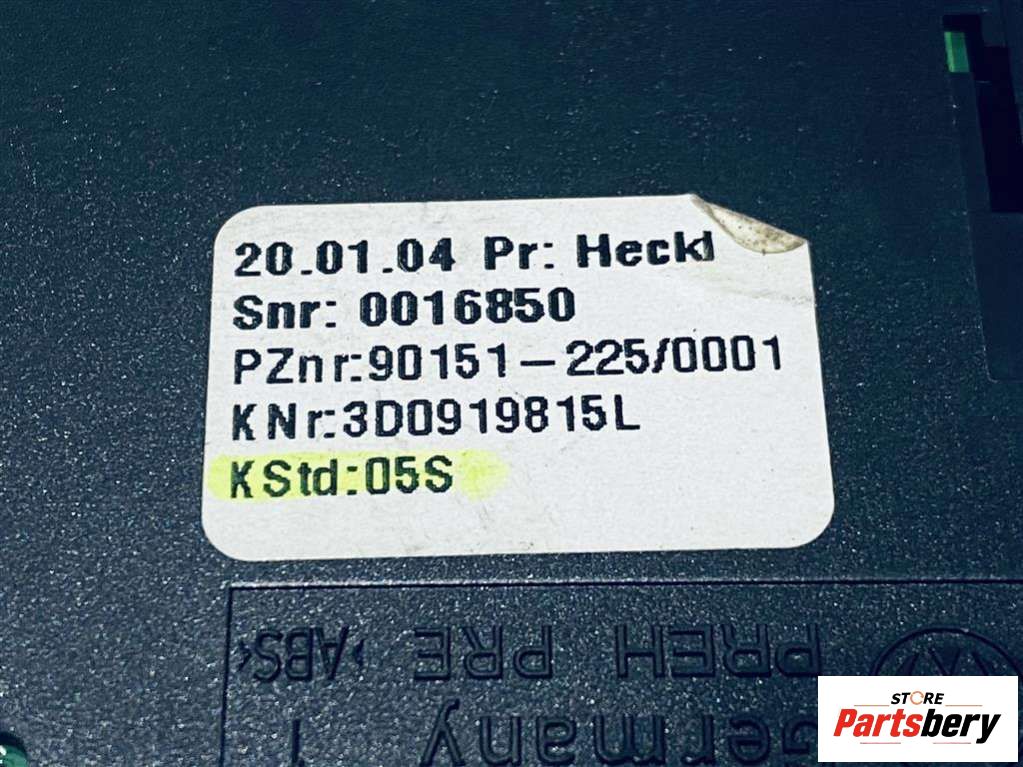 20.01.04 Pr: Heckl
Snr: 0016850
PZnr:90151-225/0001
KNr:3D0919815L
KStd:05S
PREH PRE >ABS<
Germany
STORE
Partsbery